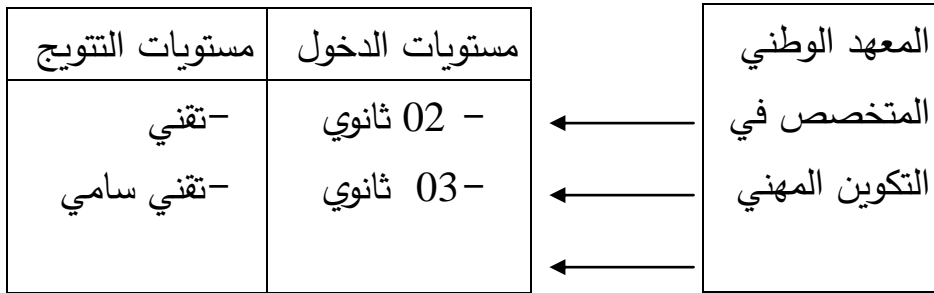 المعهد الوطني
المتخصص في
التكوين المهني
مستويات الدخول
- 02 ثانوي
-03 ثانوي
مستويات التتويج
-تقني
-تقني سامي